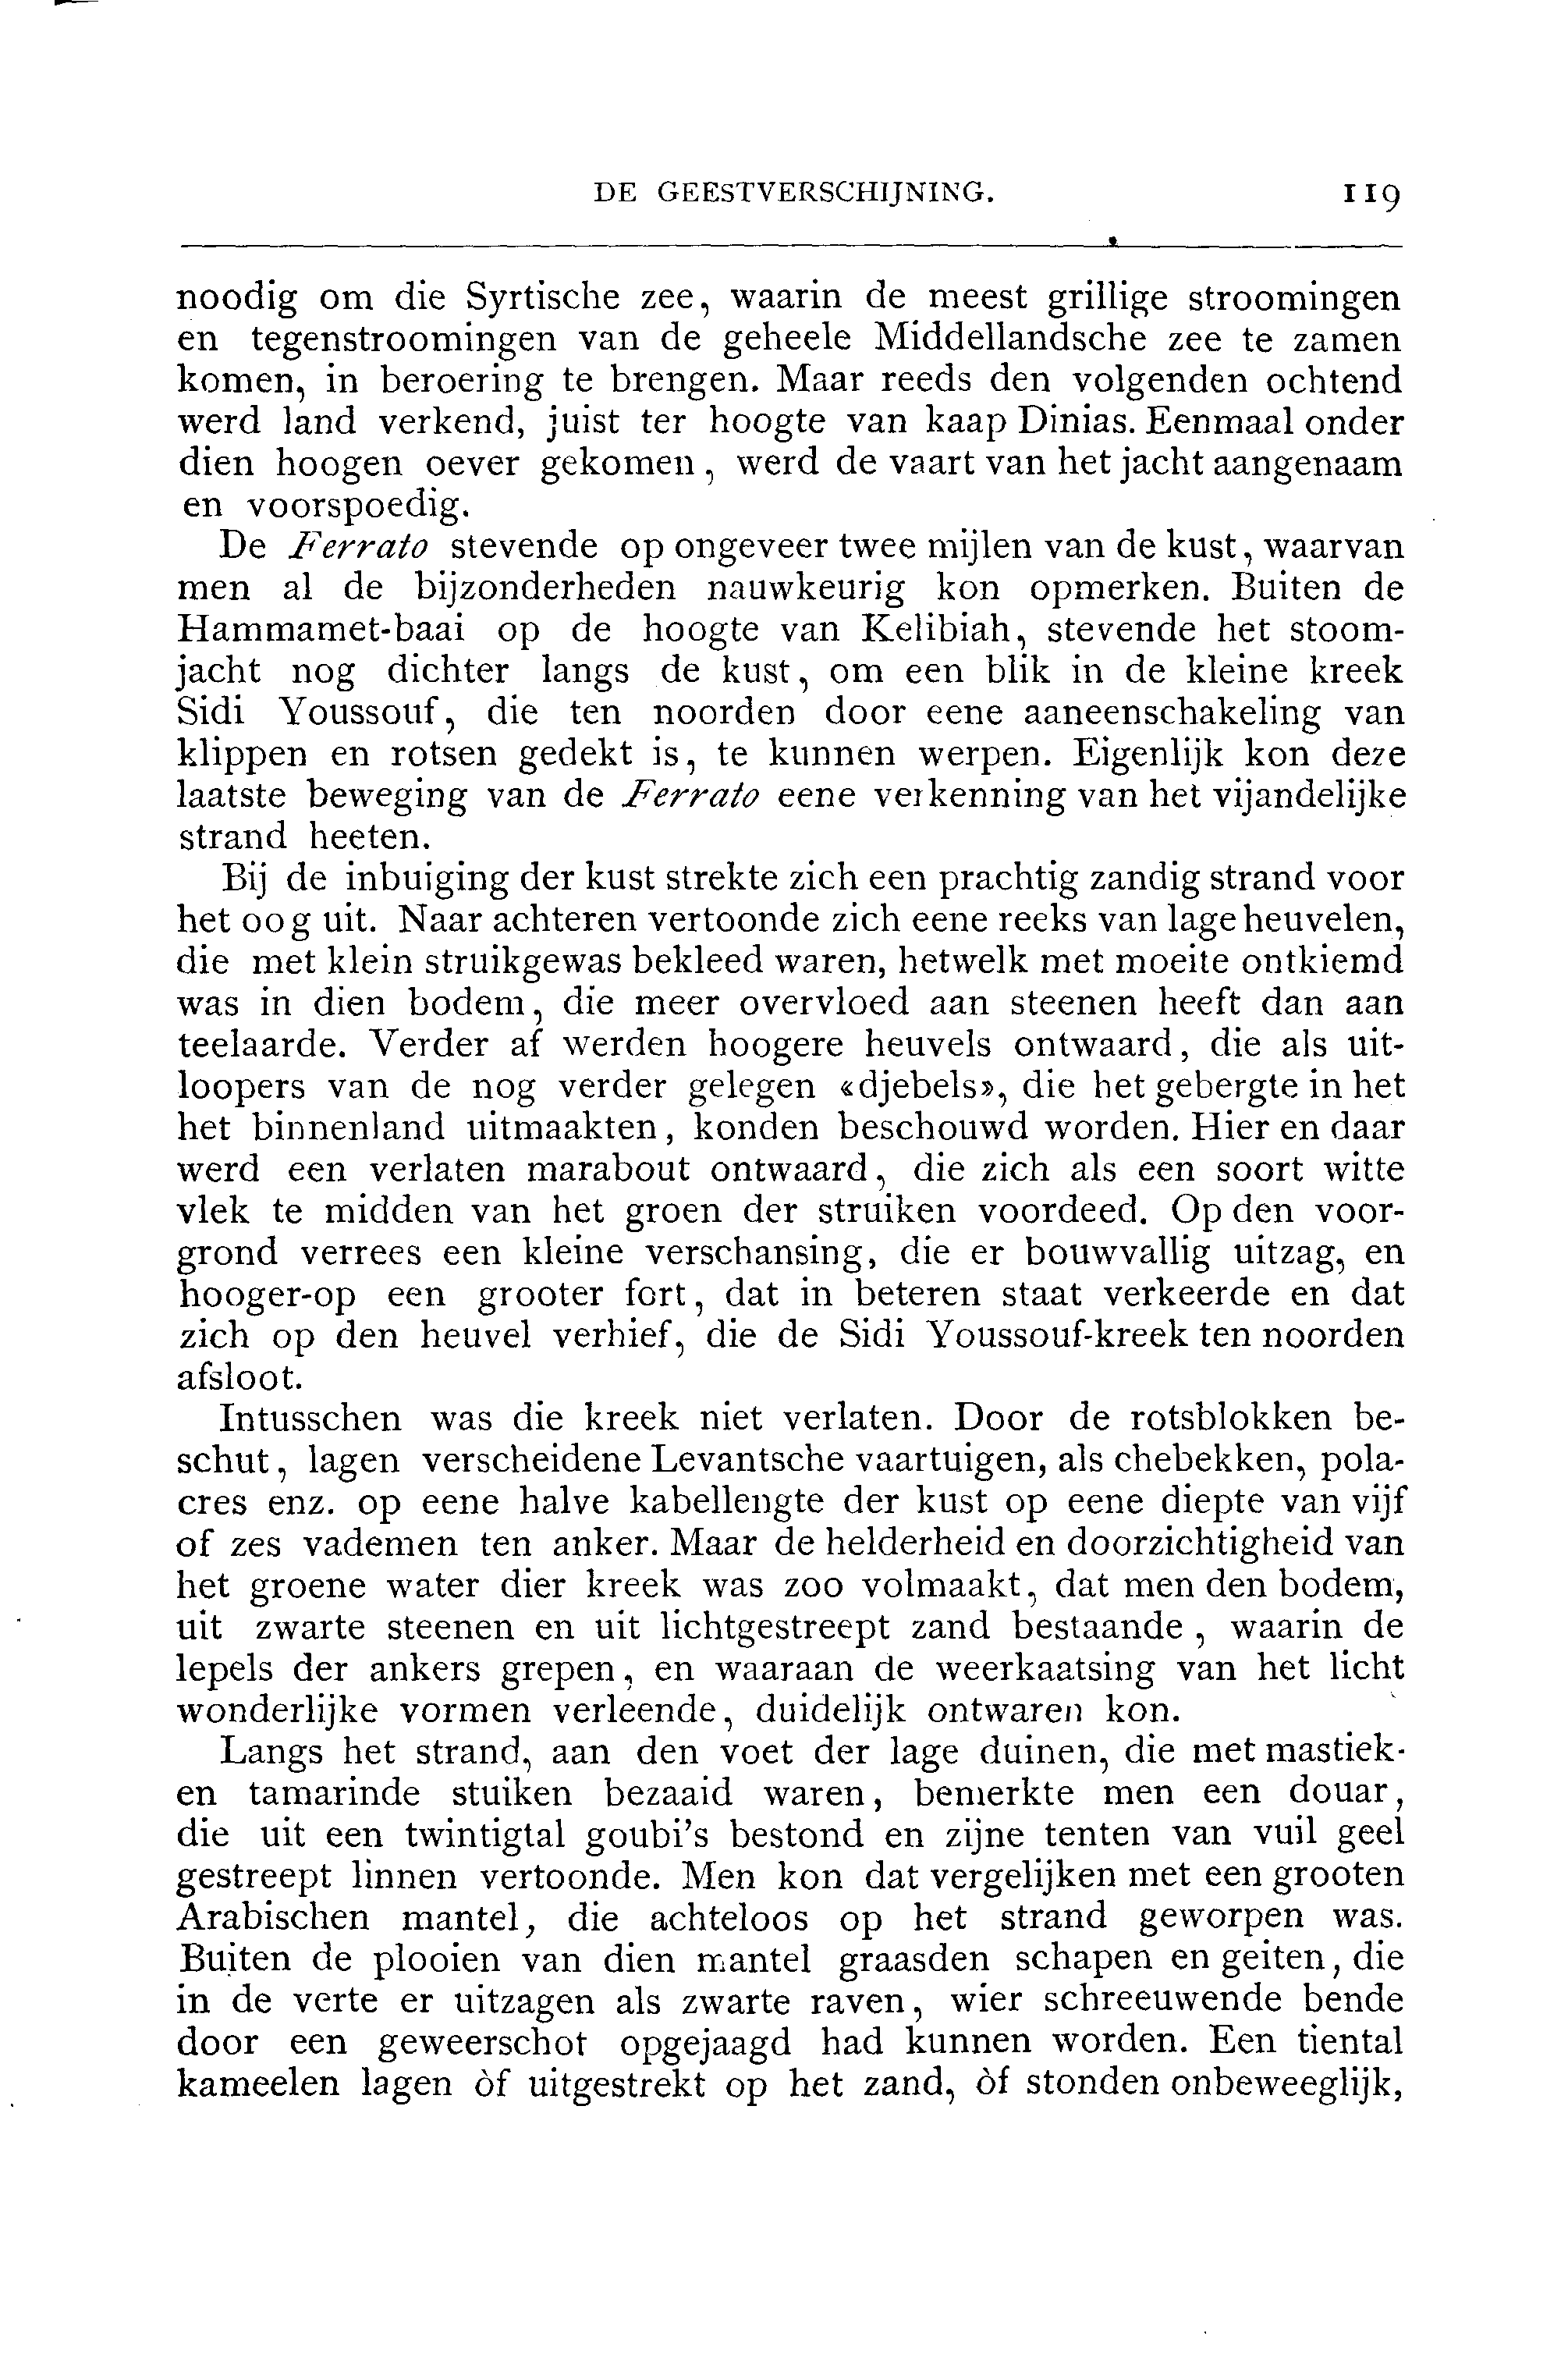 DE GEESTVERSCHIJNING. 119
noodig om die Syrtische zee, waarin de meest grillige stroomingen
en tegenstroomingen van de geheele Middellandsche zee te zamen
komen, in beroering te brengen. Maar reeds den volgenden ochtend
werd land verkend, juist ter hoogte van kaap Dinias. Eenmaal onder
dien hoogen oever gekomen, werd de vaart van het jacht aangenaam
en voorspoedig.
De Ferrato stevende op ongeveer twee mijlen van de kust, waarvan
men al de bijzonderheden nauwkeurig kon opmerken. Buiten de
Hammamet-baai op de hoogte van Kelibiah, stevende het stoom-
jacht nog dichter langs de kust, om een blik in de kleine kreek
Sidi Youssouf, die ten noorden door eene aaneenschakeling van
klippen en rotsen gedekt is, te kunnen werpen. Eigenlijk kon deze
laatste beweging van de Ferrato eene verkenning van het vijandelijke
strand heeten.
Bij de inbuiging der kust strekte zich een prachtig zandig strand voor
het oog uit. Naar achteren vertoonde zich eene reeks van lage heuvelen,
die met klein struikgewas bekleed waren, hetwelk met moeite ontkiemd
was in dien bodem, die meer overvloed aan steenen heeft dan aan
teelaarde. Verder af werden hoogere heuvels ontwaard, die als uit-
loopers van de nog verder gelegen «djebels», die het gebergte in het
het binnenland uitmaakten, konden beschouwd worden. Hier en daar
werd een verlaten marabout ontwaard, die zich als een soort witte
vlek te midden van het groen der struiken voordeed. Op den voor-
grond verrees een kleine verschansing, die er bouwvallig uitzag, en
hooger-op een grooter fort, dat in beteren staat verkeerde en dat
zich op den heuvel verhief, die de Sidi Youssouf-kreek ten noorden
afsloot.
Intusschen was die kreek niet verlaten. Door de rotsblokken be-
schut, lagen verscheidene Levantsche vaartuigen, als chebekken, pola-
cres enz. op eene halve kabellengte der kust op eene diepte van vijf
of zes vademen ten anker. Maar de helderheid en doorzichtigheid van
het groene water dier kreek was zoo volmaakt, dat men den bodem,
uit zwarte steenen en uit lichtgestreept zand bestaande, waarin de
lepels der ankers grepen, en waaraan de weerkaatsing van het licht
wonderlijke vormen verleende, duidelijk ontwaren kon.
Langs het strand, aan den voet der lage duinen, die met mastiek-
en tamarinde stuiken bezaaid waren, bemerkte men een douar,
die uit een twintigtal goubi's bestond en zijne tenten van vuil geel
gestreept linnen vertoonde. Men kon dat vergelijken met een grooten
Arabischen mantel, die achteloos op het strand geworpen was.
Buiten de plooien van dien mantel graasden schapen en geiten, die
in de verte er uitzagen als zwarte raven, wier schreeuwende bende
door een geweerschot opgejaagd had kunnen worden. Een tiental
kameelen lagen òf uitgestrekt op het zand, òf stonden onbeweeglijk,